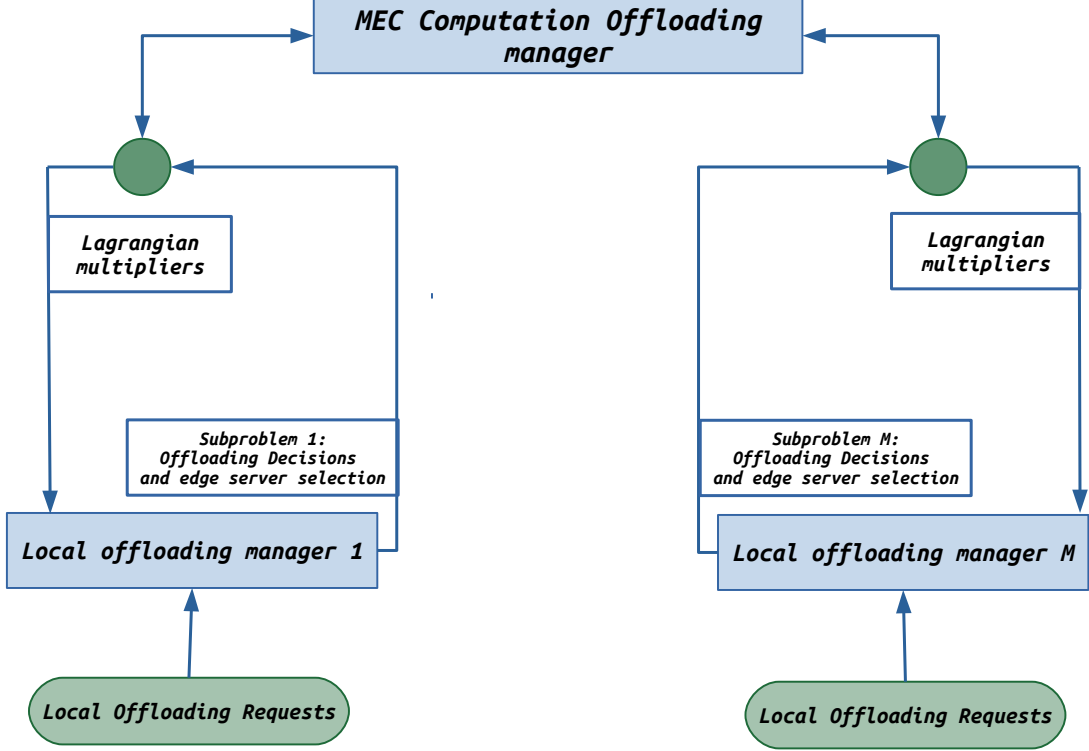 MEC Computation Offloading
manager
Lagrangian
multipliers
Lagrangian
multipliers
Subproblem 1:
Offloading Decisions
and edge server selection
Subproblem M:
Offloading Decisions
and edge server selection
Local offloading manager 1
Local offloading manager M
Local Offloading Requests
Local Offloading Requests